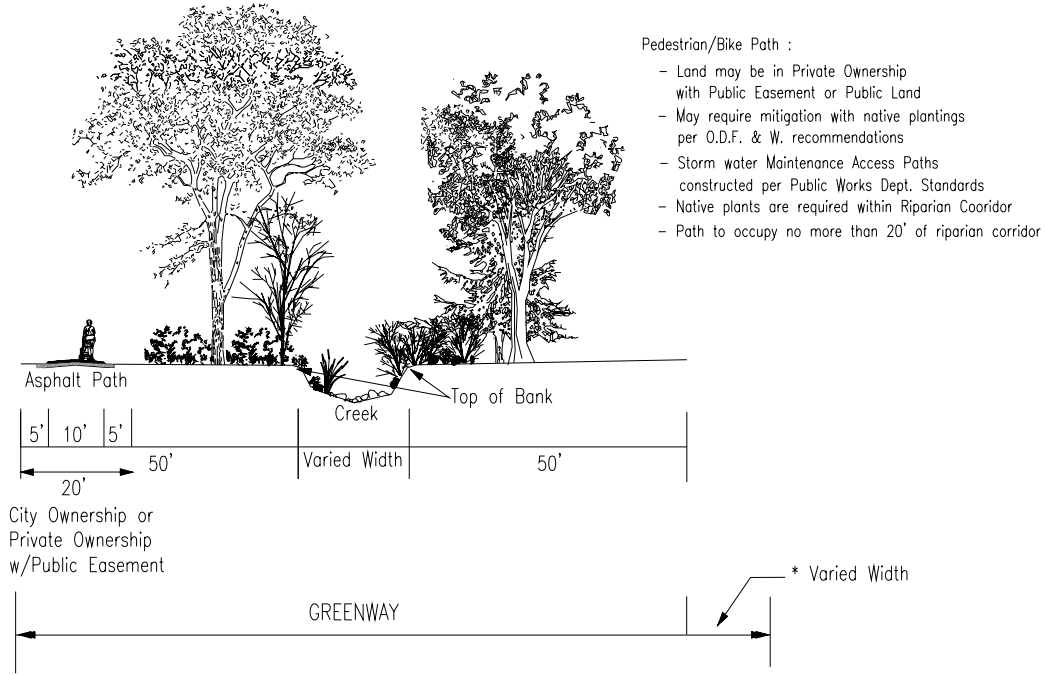 Pedestrian/Bike Path :
- Land may be in Private Ownership
with Public Easement or Public Land
- May require mitigation with native plantings
per O.D.F. & W. recommendations
- Storm water Maintenance Access Paths
constructed per Public Works Dept. Standards
- Native plants are required within Riparian Cooridor
- Path to occupy no more than 20' of riparian corridor
Asphalt Path
Top of Bank
Creek
5' 10' 5'
50' Varied Width 50'
20'
City Ownership or
Private Ownership
w/Public Easement
* Varied Width
GREENWAY